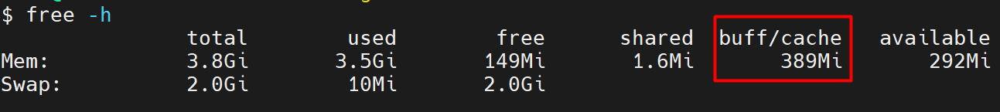 $ free -h
total used free shared buff/cache available
Mem: 3.8Gi 3.5Gi 149Mi 1.6Mi 389Mi 292Mi
Swap: 2.0Gi 10Mi 2.0Gi